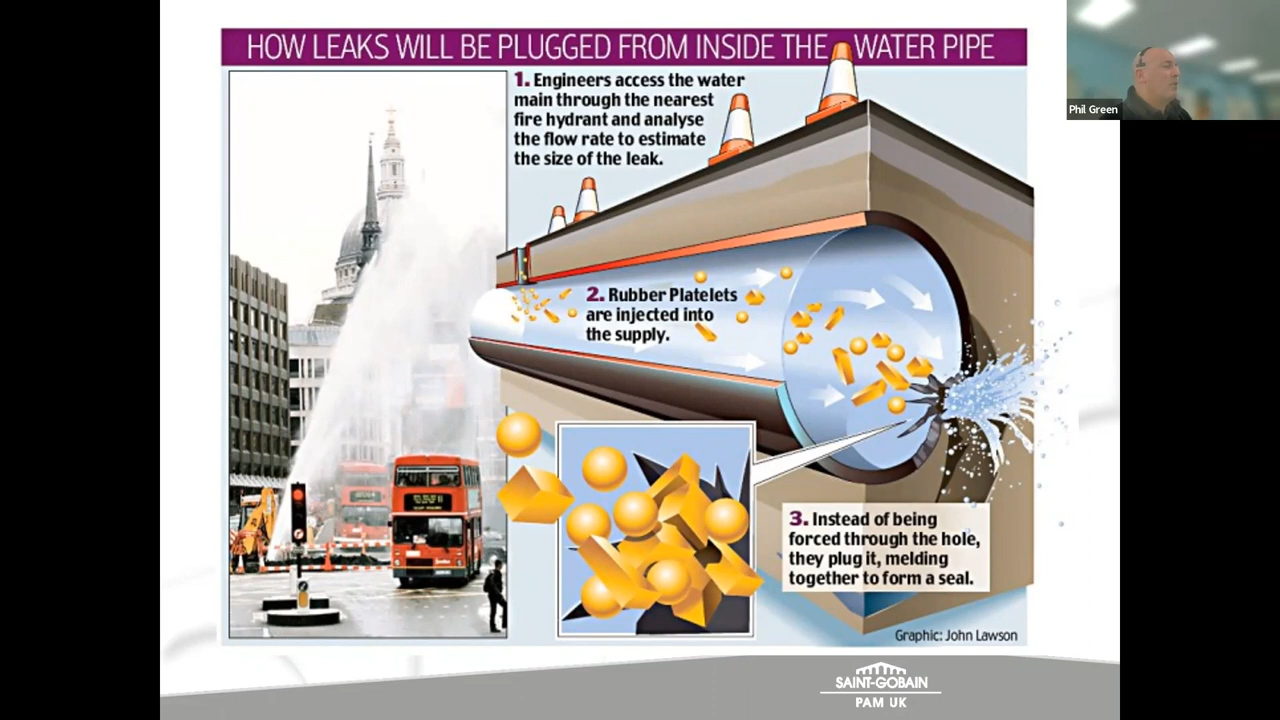 HOW LEAKS WILL BE PLUGGED FROM INSIDE THE WATER PIPE
1. Engineers access the water
main through the nearest
fire hydrant and analyse
the flow rate to estimate
the size of the leak.
2. Rubber Platelets
are injected into
the supply.
3. Instead of being
forced through the hole,
they plug it, melding
together to form a seal.
Graphic: John Lawson
SAINT-GOBAIN
PAM UK
Phil Green